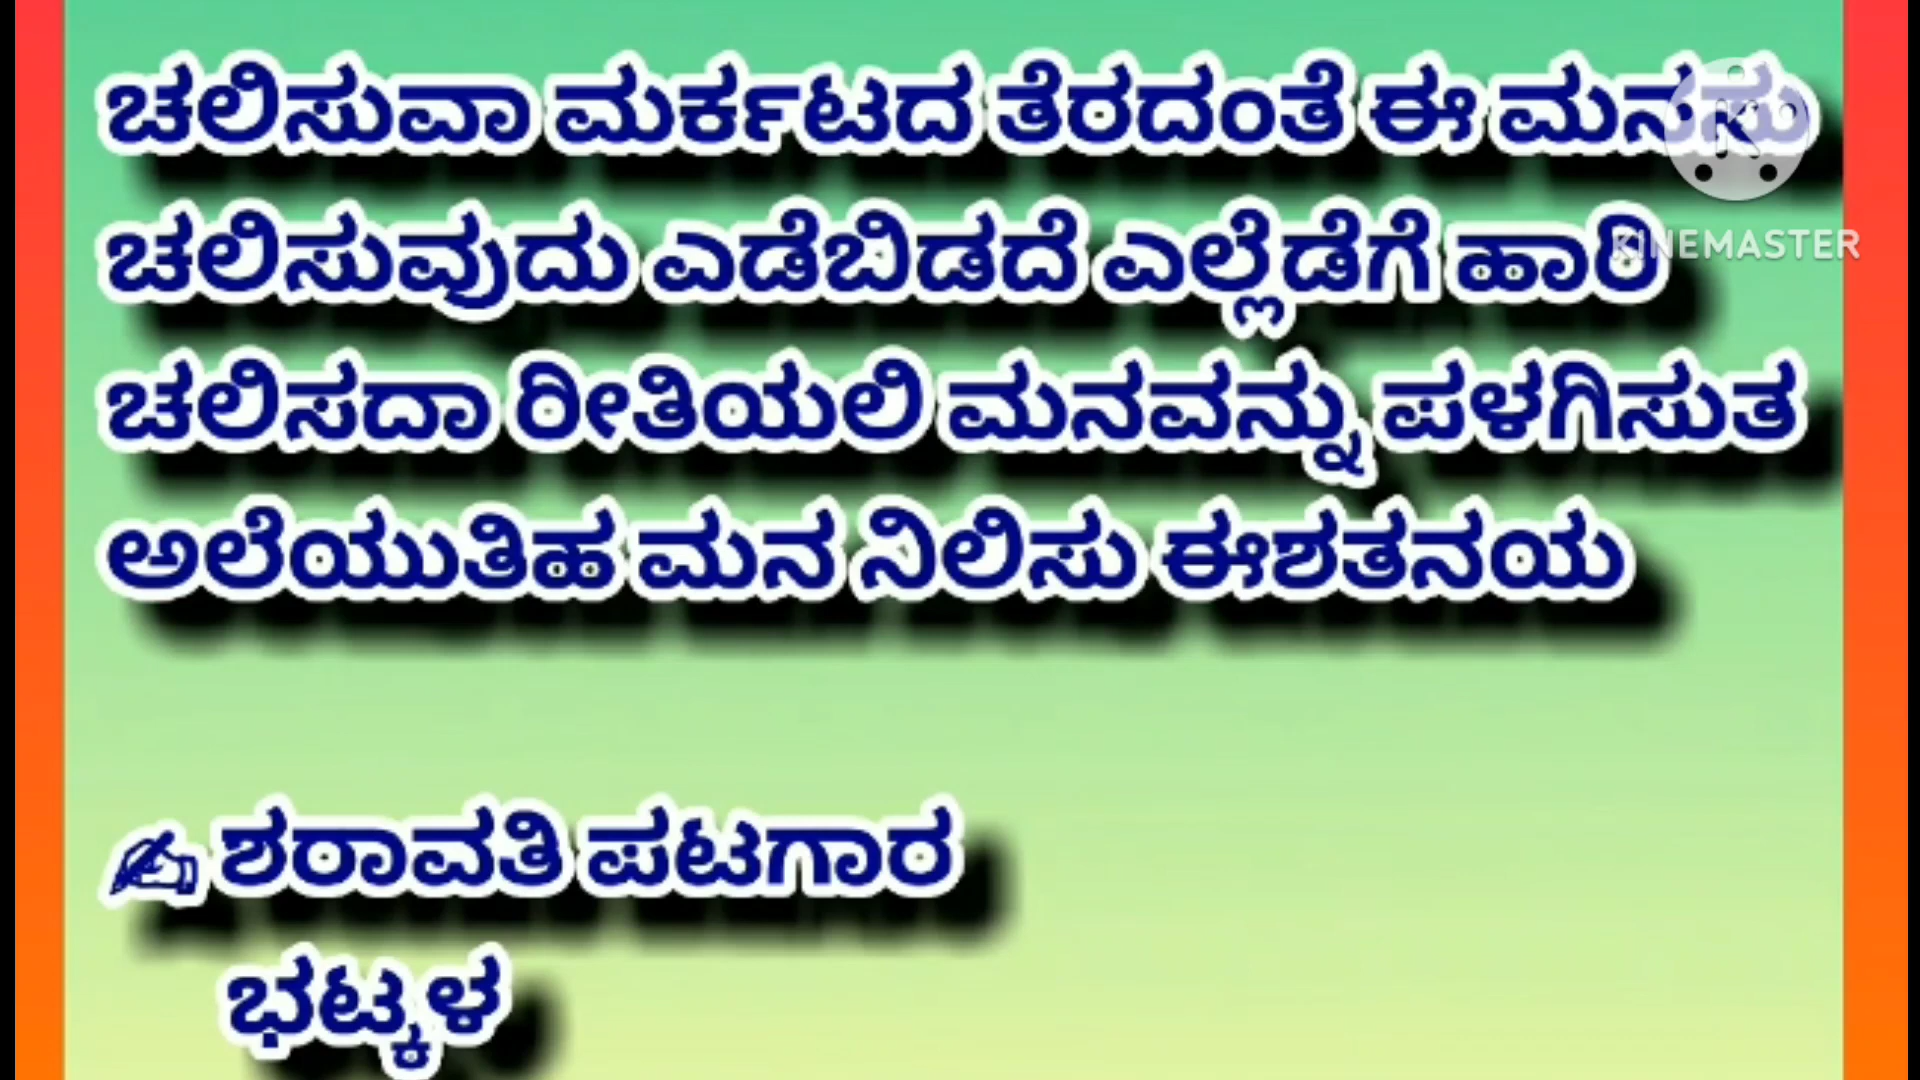 ಚಲಿಸುವಾ ಮರ್ಕಟದ ತೆರದಂತೆ ಈ ಮನಸು
ಚಲಿಸುವುದು ಎಡೆಬಿಡದೆ ಎಲ್ಲೆಡೆಗೆ ಹಾರಿ
KINEMASTER
ಚಲಿಸದಾ ರೀತಿಯಲಿ ಮನವನ್ನು ಪಳಗಿಸುತ
ಅಲೆಯುತಿಹ ಮನ ನಿಲಿಸು ಈಶತನಯ
✍ ಶರಾವತಿ ಪಟಗಾರ
ಭಟ್ಕಳ